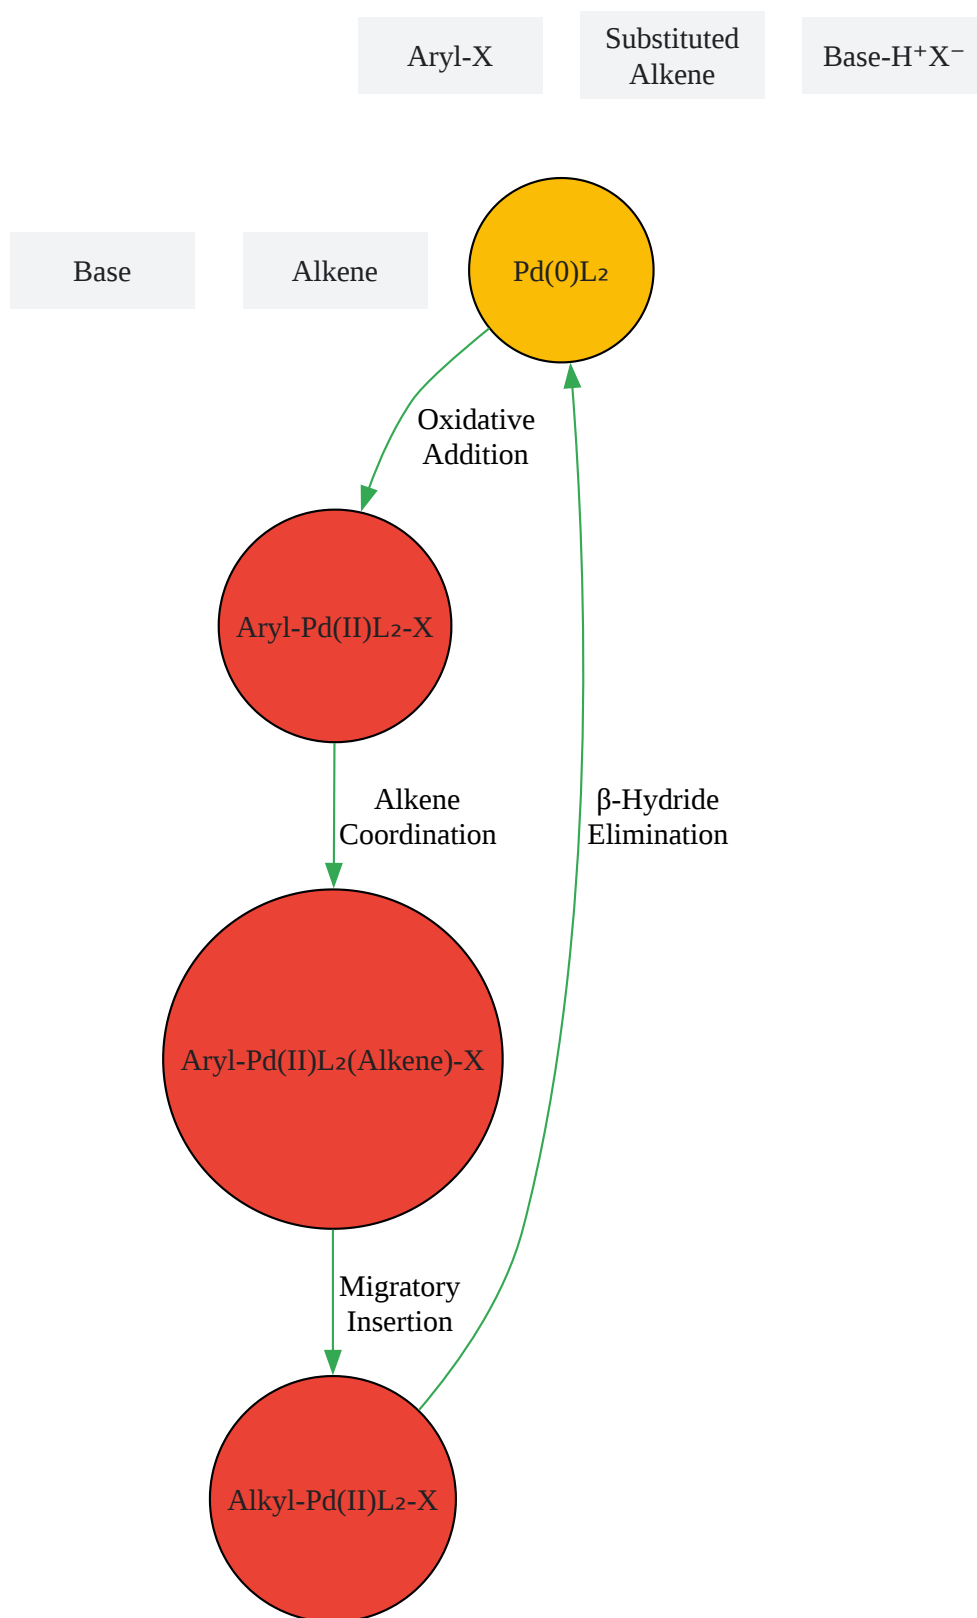 Aryl-X
Substituted
Alkene
Base-H⁺X⁻
Base
Alkene
Pd(0)L₂
Oxidative
Addition
Aryl-Pd(II)L₂-X
Alkene
Coordination
β-Hydride
Elimination
Aryl-Pd(II)L₂(Alkene)-X
Migratory
Insertion
Alkyl-Pd(II)L₂-X